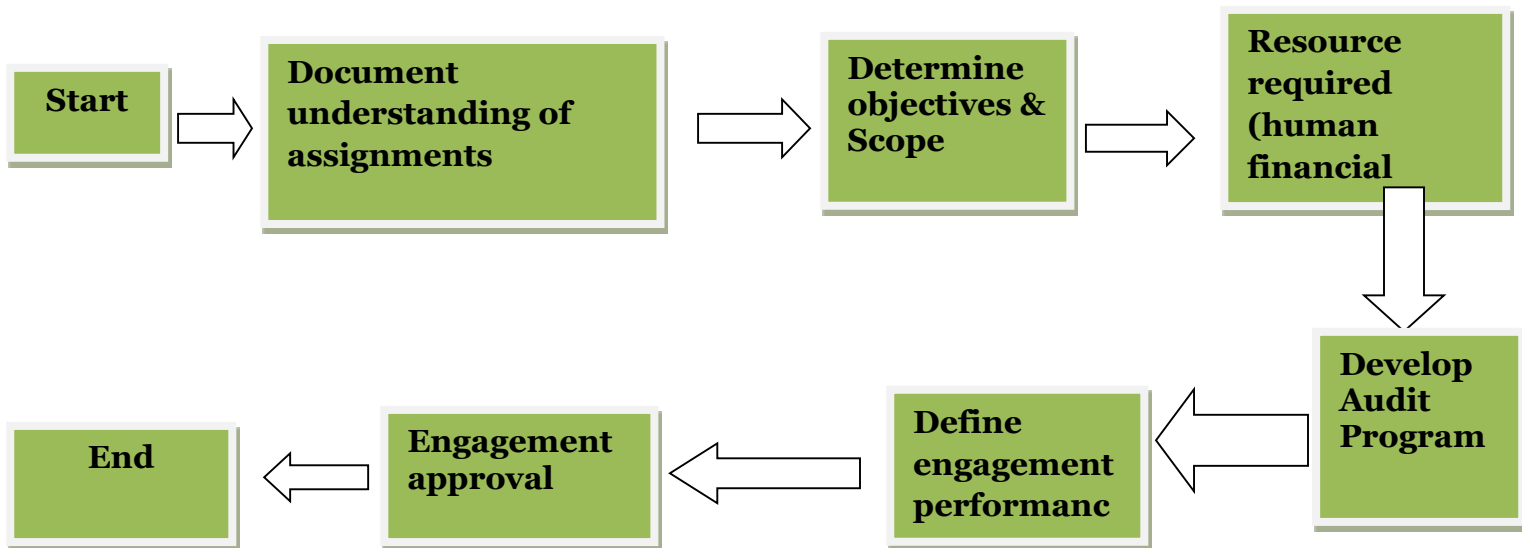 Start
Document
understanding of
assignments
Determine
objectives &
Scope
Resource
required
(human
financial
Develop
Audit
Program
Define
engagement
performanc
Engagement
approval
End